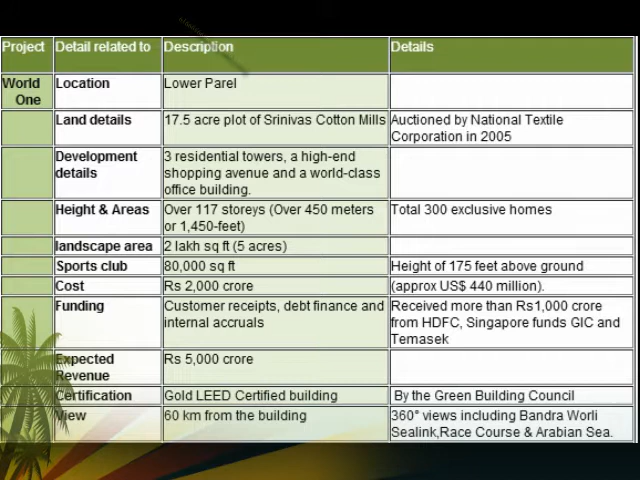 Project Detail related to Description Details
World One Location Lower Parel
Land details 17.5 acre plot of Srinivas Cotton Mills Auctioned by National Textile
Corporation in 2005
Development 3 residential towers, a high-end
details shopping avenue and a world-class
office building.
Height & Areas Over 117 storeys (Over 450 meters Total 300 exclusive homes
or 1,450-feet)
landscape area 2 lakh sq ft (5 acres)
Sports club 80,000 sq ft Height of 175 feet above ground
Cost Rs 2,000 crore (approx US$ 440 million).
Funding Customer receipts, debt finance and Received more than Rs1,000 crore
internal accruals from HDFC, Singapore funds GIC and
Temasek
Expected Rs 5,000 crore
Revenue
Certification Gold LEED Certified building By the Green Building Council
View 60 km from the building 360° views including Bandra Worli
Sealink,Race Course & Arabian Sea.